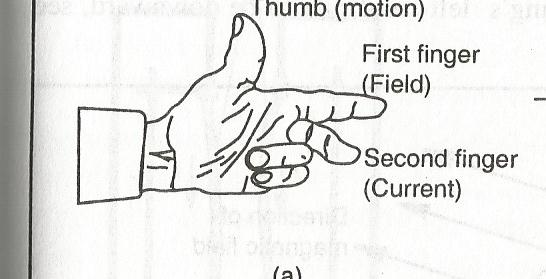 Thumb (motion)
First finger
(Field)
Second finger
(Current)
(a)